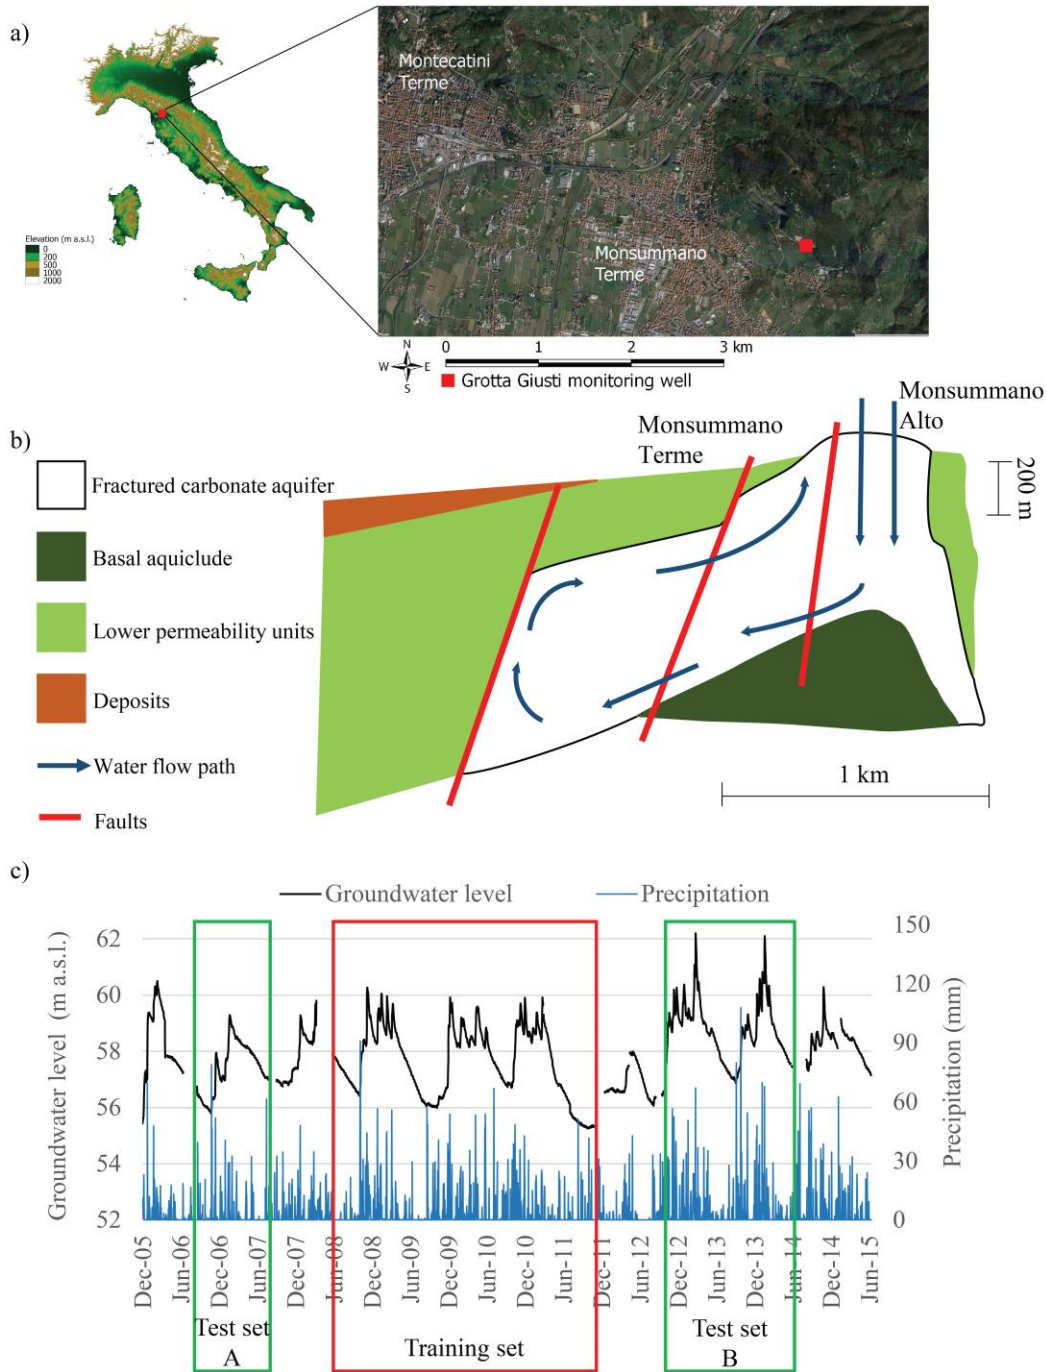 a)
Montecatini
Terme
Monsummano
Terme
Elevation (m a.s.l.)
0
200
500
1000
2000
N
W E
S
0 1 2 3 km
Grotta Giusti monitoring well
b)
Monsummano
Alto
Monsummano
Terme
200 m
Fractured carbonate aquifer
Basal aquiclude
Lower permeability units
Deposits
Water flow path
Faults
1 km
c)
Groundwater level
Precipitation
Groundwater level (m a.s.l.)
62
60
58
56
54
52
150
120
90
60
30
0
Precipitation (mm)
Dec-05
Jun-06
Dec-06
Jun-07
Dec-07
Jun-08
Dec-08
Jun-09
Dec-09
Jun-10
Dec-10
Jun-11
Dec-11
Jun-12
Dec-12
Jun-13
Dec-13
Jun-14
Dec-14
Jun-15
Test set
A
Training set
Test set
B